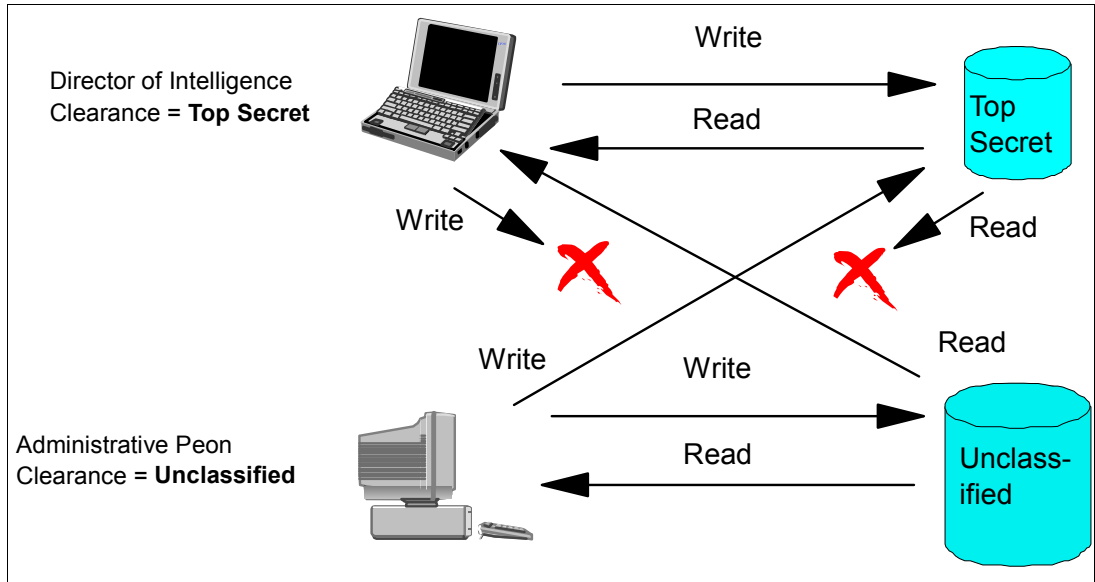 Write
Director of Intelligence
Clearance = Top Secret
Top
Secret
Read
Write
Read
Read
Write
Write
Administrative Peon
Clearance = Unclassified
Read
Unclass-
ified